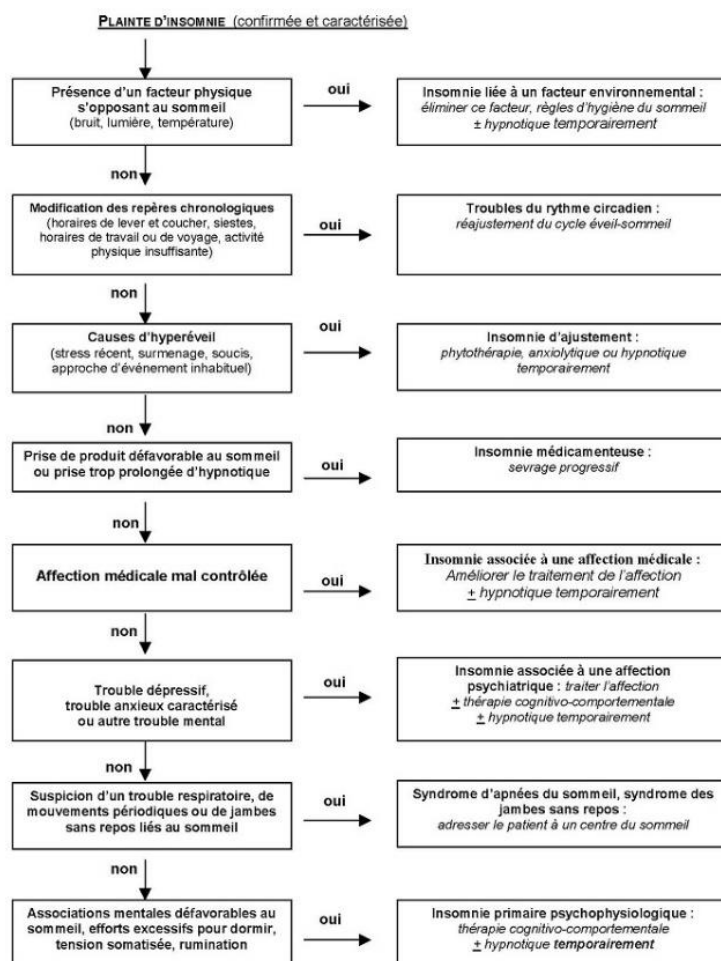 PLAINTE D'INSOMNIE (confirmée et caractérisée)
Présence d'un facteur physique
s'opposant au sommeil
(bruit, lumière, température)
oui
Insomnie liée à un facteur environnemental :
éliminer ce facteur, règles d'hygiène du sommeil
± hypnotique temporairement
non
Modification des repères chronologiques
(horaires de lever et coucher, siestes,
horaires de travail ou de voyage, activité
physique insuffisante)
oui
Troubles du rythme circadien :
réajustement du cycle éveil-sommeil
non
Causes d'hyperéveil
(stress récent, surmenage, soucis,
approche d'événement inhabituel)
oui
Insomnie d'ajustement :
phytothérapie, anxiolytique ou hypnotique
temporairement
non
Prise de produit défavorable au sommeil
ou prise trop prolongée d'hypnotique
oui
Insomnie médicamenteuse :
sevrage progressif
non
Affection médicale mal contrôlée
oui
Insomnie associée à une affection médicale :
Améliorer le traitement de l'affection
± hypnotique temporairement
non
Trouble dépressif,
trouble anxieux caractérisé
ou autre trouble mental
oui
Insomnie associée à une affection
psychiatrique : traiter l'affection
± thérapie cognitivo-comportementale
± hypnotique temporairement
non
Suspicion d'un trouble respiratoire, de
mouvements périodiques ou de jambes
sans repos liés au sommeil
oui
Syndrome d'apnées du sommeil, syndrome des
jambes sans repos :
adresser le patient à un centre du sommeil
non
Associations mentales défavorables au
sommeil, efforts excessifs pour dormir,
tension somatisée, rumination
oui
Insomnie primaire psychophysiologique :
thérapie cognitivo-comportementale
± hypnotique temporairement